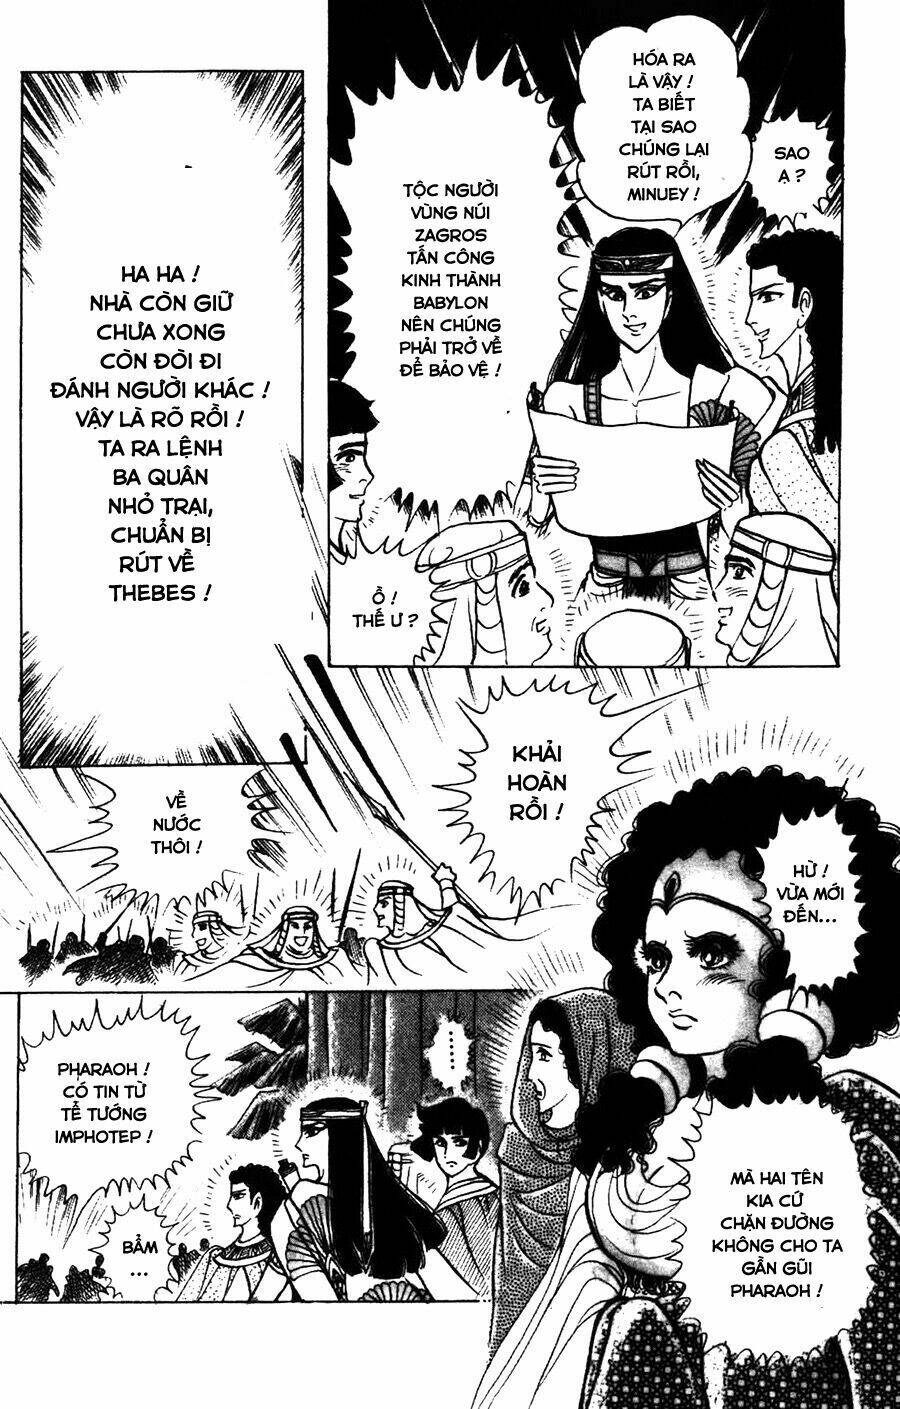 HÓA RA
LÀ VẬY !
TA BIẾT
TẠI SAO
CHÚNG LẠI
RÚT RỒI,
MINUEY !
SAO
Ạ ?
TỘC NGƯỜI
VÙNG NÚI
ZAGROS
TẤN CÔNG
KINH THÀNH
BABYLON
NÊN CHÚNG
PHẢI TRỞ VỀ
ĐỂ BẢO VỆ !
Ồ !
THẾ Ư ?
HA HA !
NHÀ CÒN GIỮ
CHƯA XONG
CÒN ĐÒI ĐI
ĐÁNH NGƯỜI KHÁC !
VẬY LÀ RÕ RỒI !
TA RA LỆNH
BA QUÂN
NHỎ TRẠI,
CHUẨN BỊ
RÚT VỀ
THEBES !
KHẢI
HOÀN
RỒI !
VỀ
NƯỚC
THÔI !
HỪ !
VỪA MỚI
ĐẾN...
MÀ HAI TÊN
KIA CỨ
CHẶN ĐƯỜNG
KHÔNG CHO TA
GẦN GŨI
PHARAOH !
PHARAOH !
CÓ TIN TỪ
TỂ TƯỚNG
IMPHOTEP !
BẨM
...
......